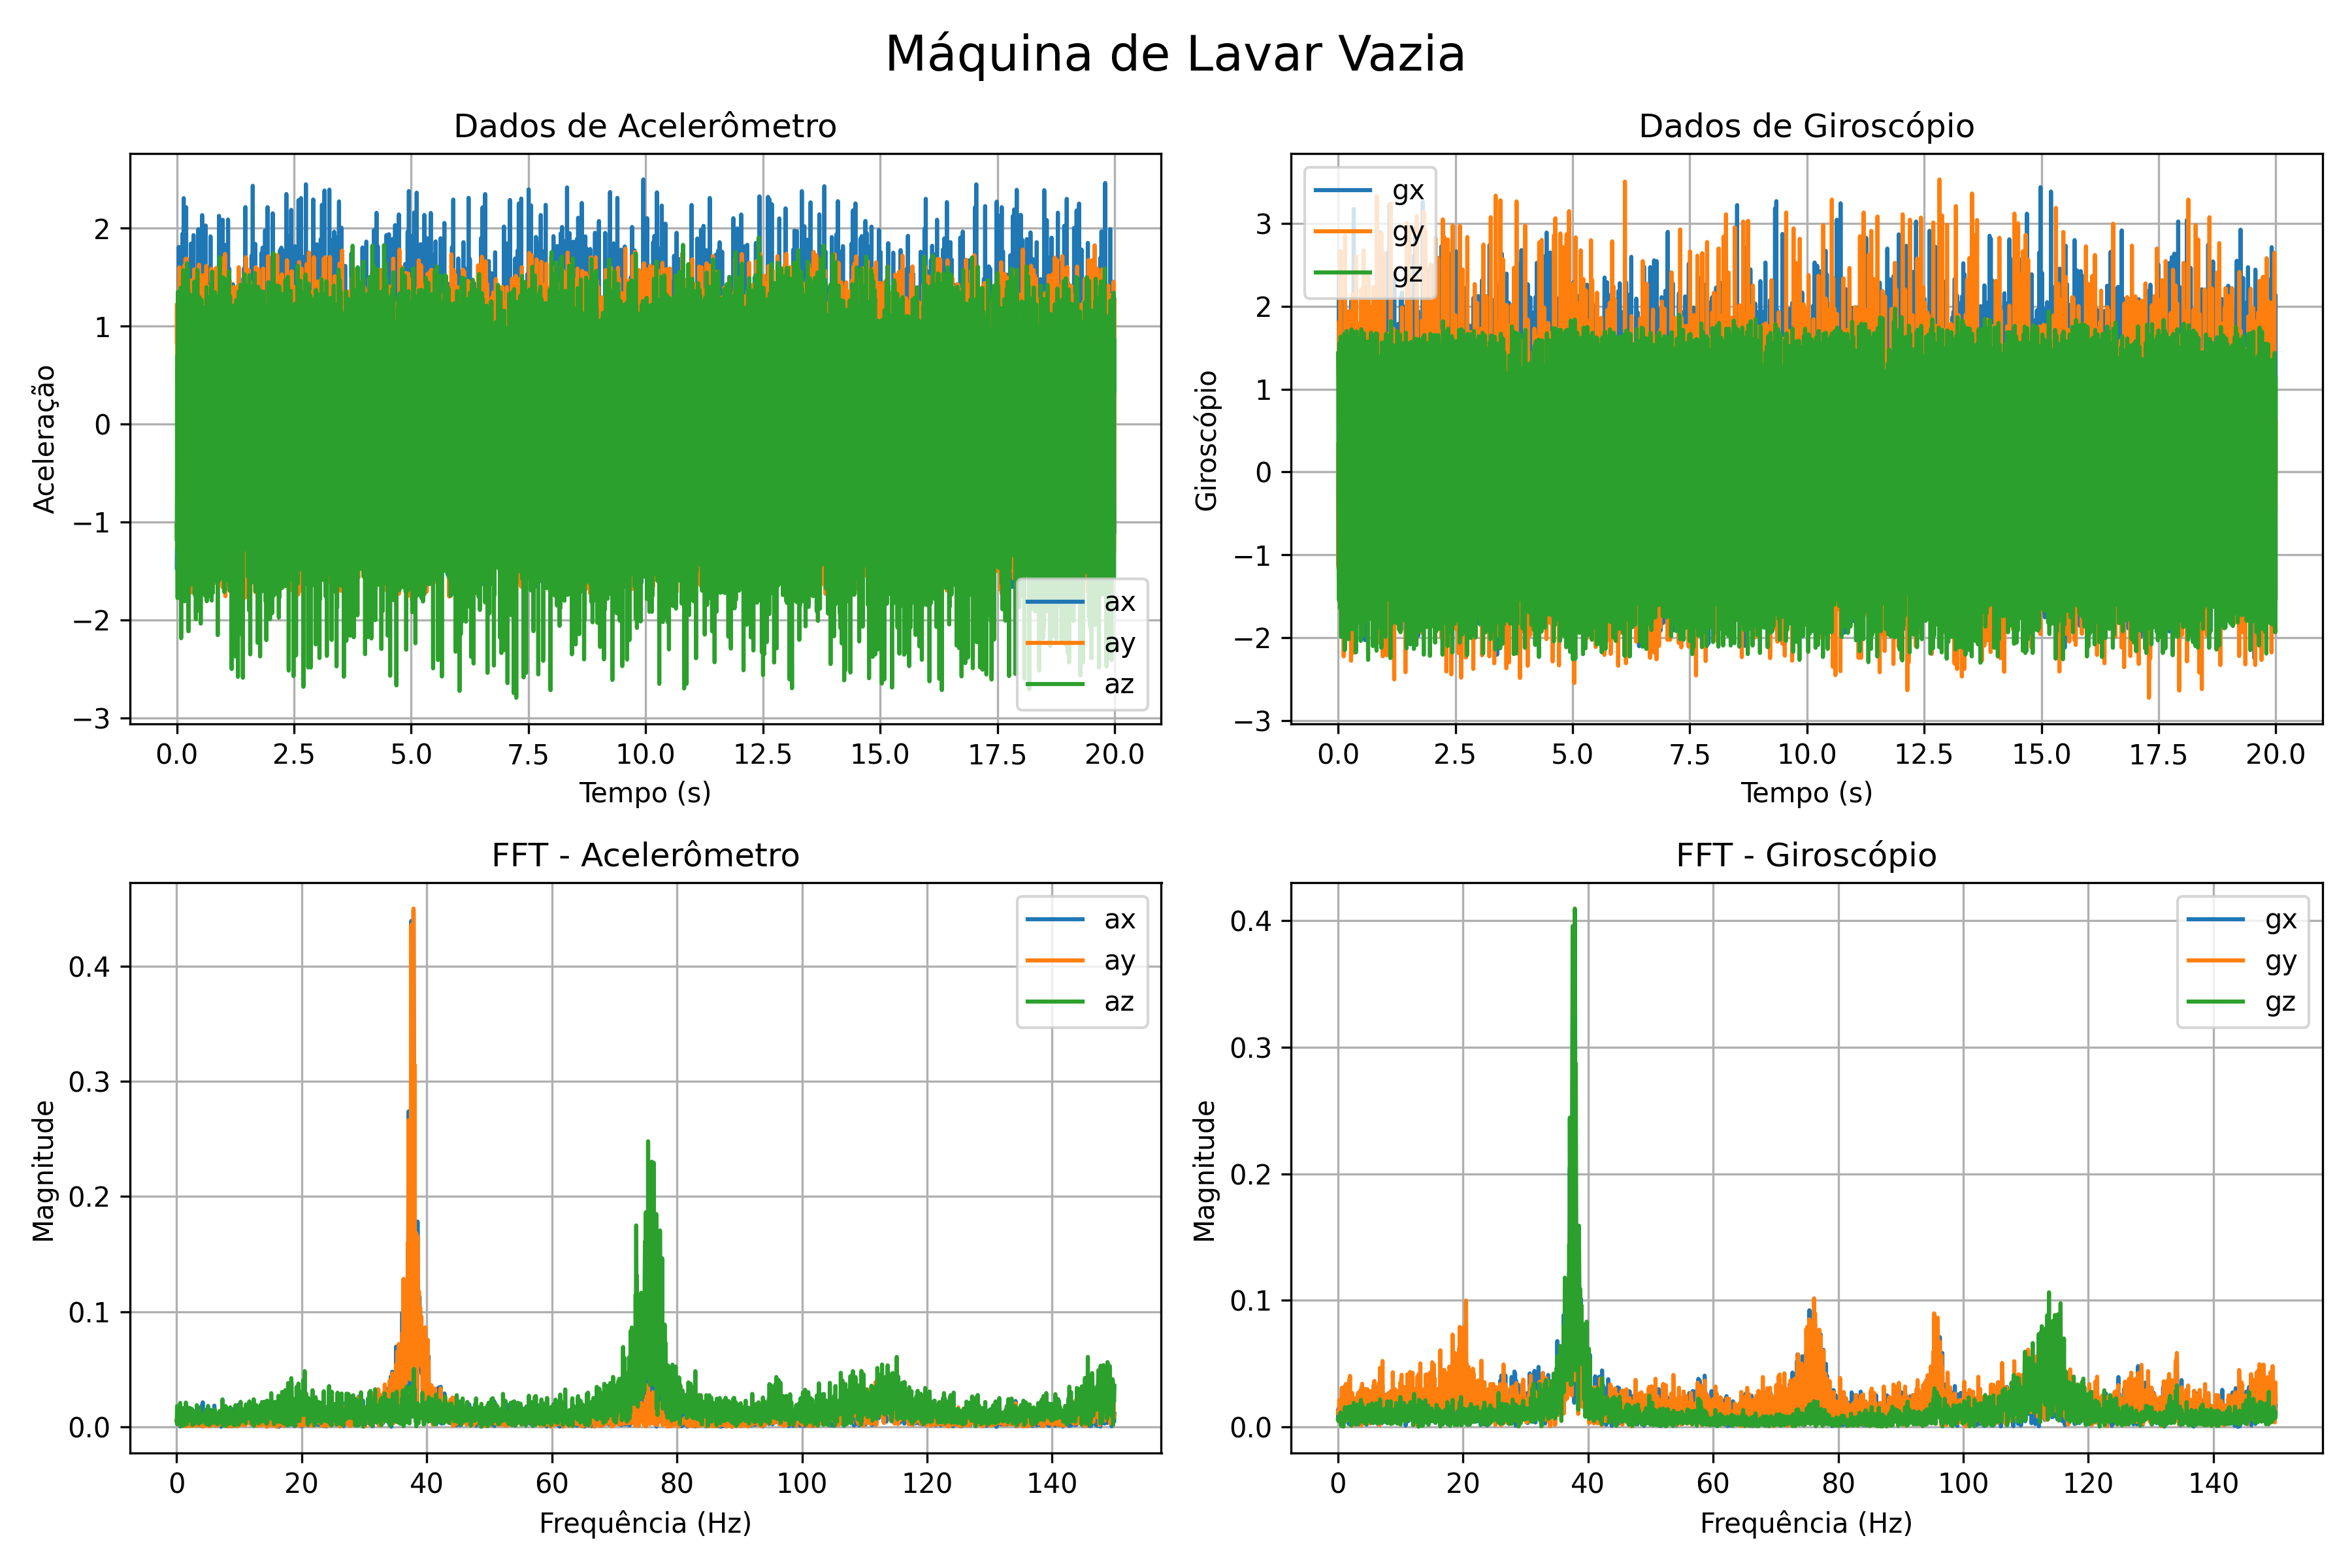 Máquina de Lavar Vazia
Dados de Acelerômetro
Aceleração
2
1
0
−1
−2
−3
ax
ay
az
0.0 2.5 5.0 7.5 10.0 12.5 15.0 17.5 20.0
Tempo (s)
Dados de Giroscópio
Giroscópio
3
2
1
0
−1
−2
−3
gx
gy
gz
0.0 2.5 5.0 7.5 10.0 12.5 15.0 17.5 20.0
Tempo (s)
FFT - Acelerômetro
Magnitude
0.4
0.3
0.2
0.1
0.0
ax
ay
az
0 20 40 60 80 100 120 140
Frequência (Hz)
FFT - Giroscópio
Magnitude
0.4
0.3
0.2
0.1
0.0
gx
gy
gz
0 20 40 60 80 100 120 140
Frequência (Hz)